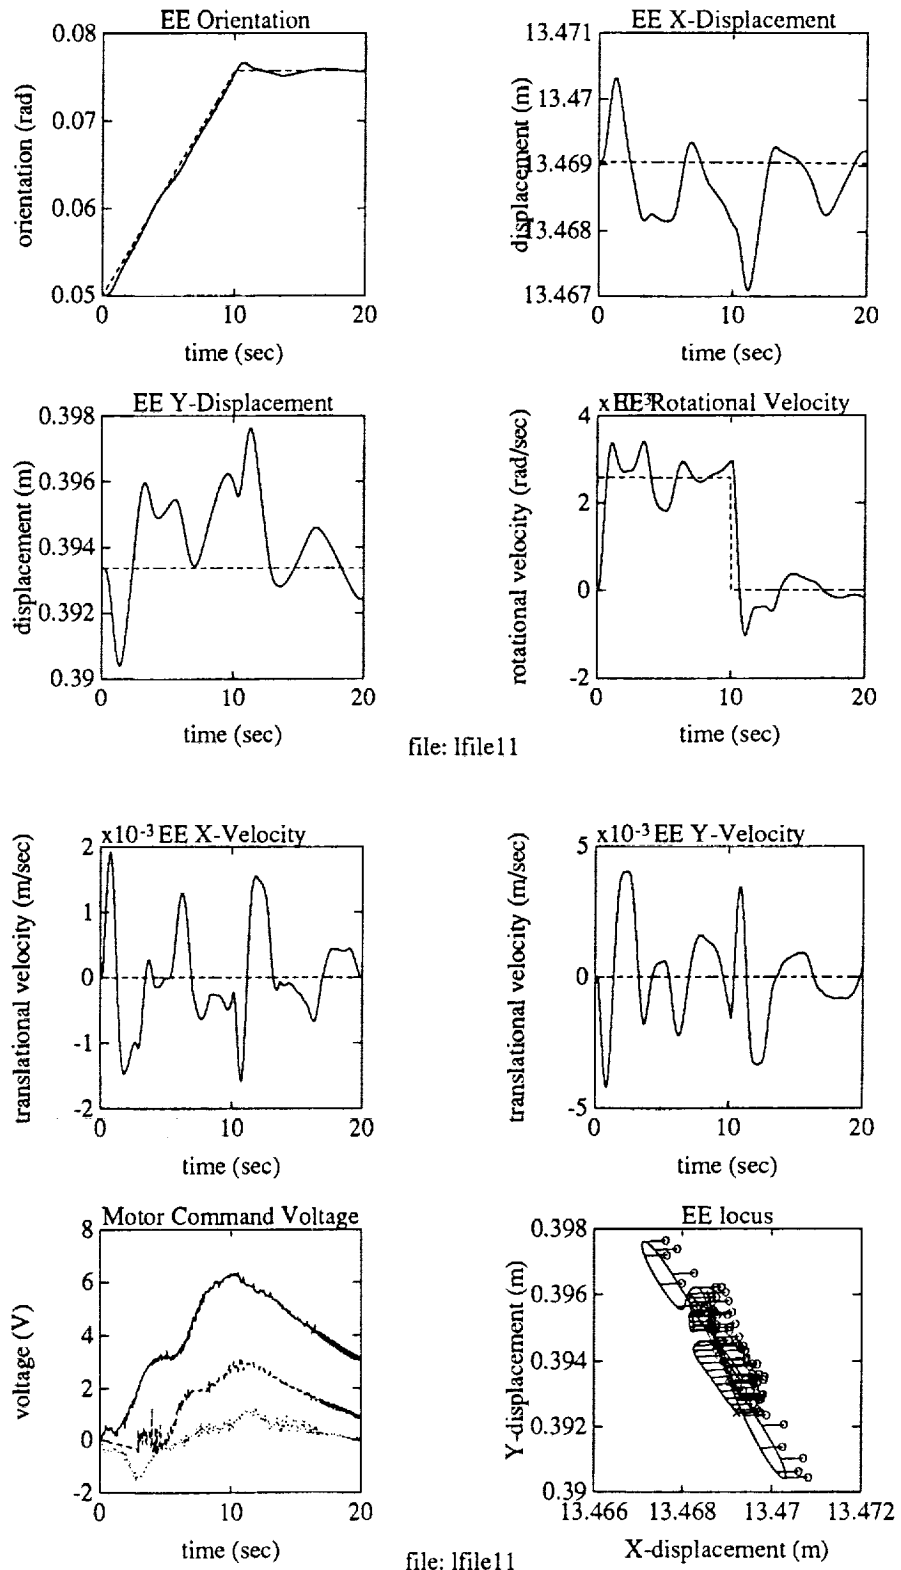 EE Orientation
0.08
0.07
0.06
0.05
orientation (rad)
0
10
20
time (sec)
EE X-Displacement
13.471
13.47
13.469
13.468
13.467
displacement (m)
0
10
20
time (sec)
EE Y-Displacement
0.398
0.396
0.394
0.392
0.39
displacement (m)
0
10
20
time (sec)
EE Rotational Velocity
4
2
0
-2
rotational velocity (rad/sec)
0
10
20
time (sec)
file: lfile11
x10-3 EE X-Velocity
2
1
0
-1
-2
translational velocity (m/sec)
0
10
20
time (sec)
x10-3 EE Y-Velocity
5
0
-5
translational velocity (m/sec)
0
10
20
time (sec)
Motor Command Voltage
8
6
4
2
0
-2
voltage (V)
0
10
20
time (sec)
EE locus
0.398
0.396
0.394
0.392
0.39
Y-displacement (m)
13.466
13.468
13.47
13.472
X-displacement (m)
file: lfile11